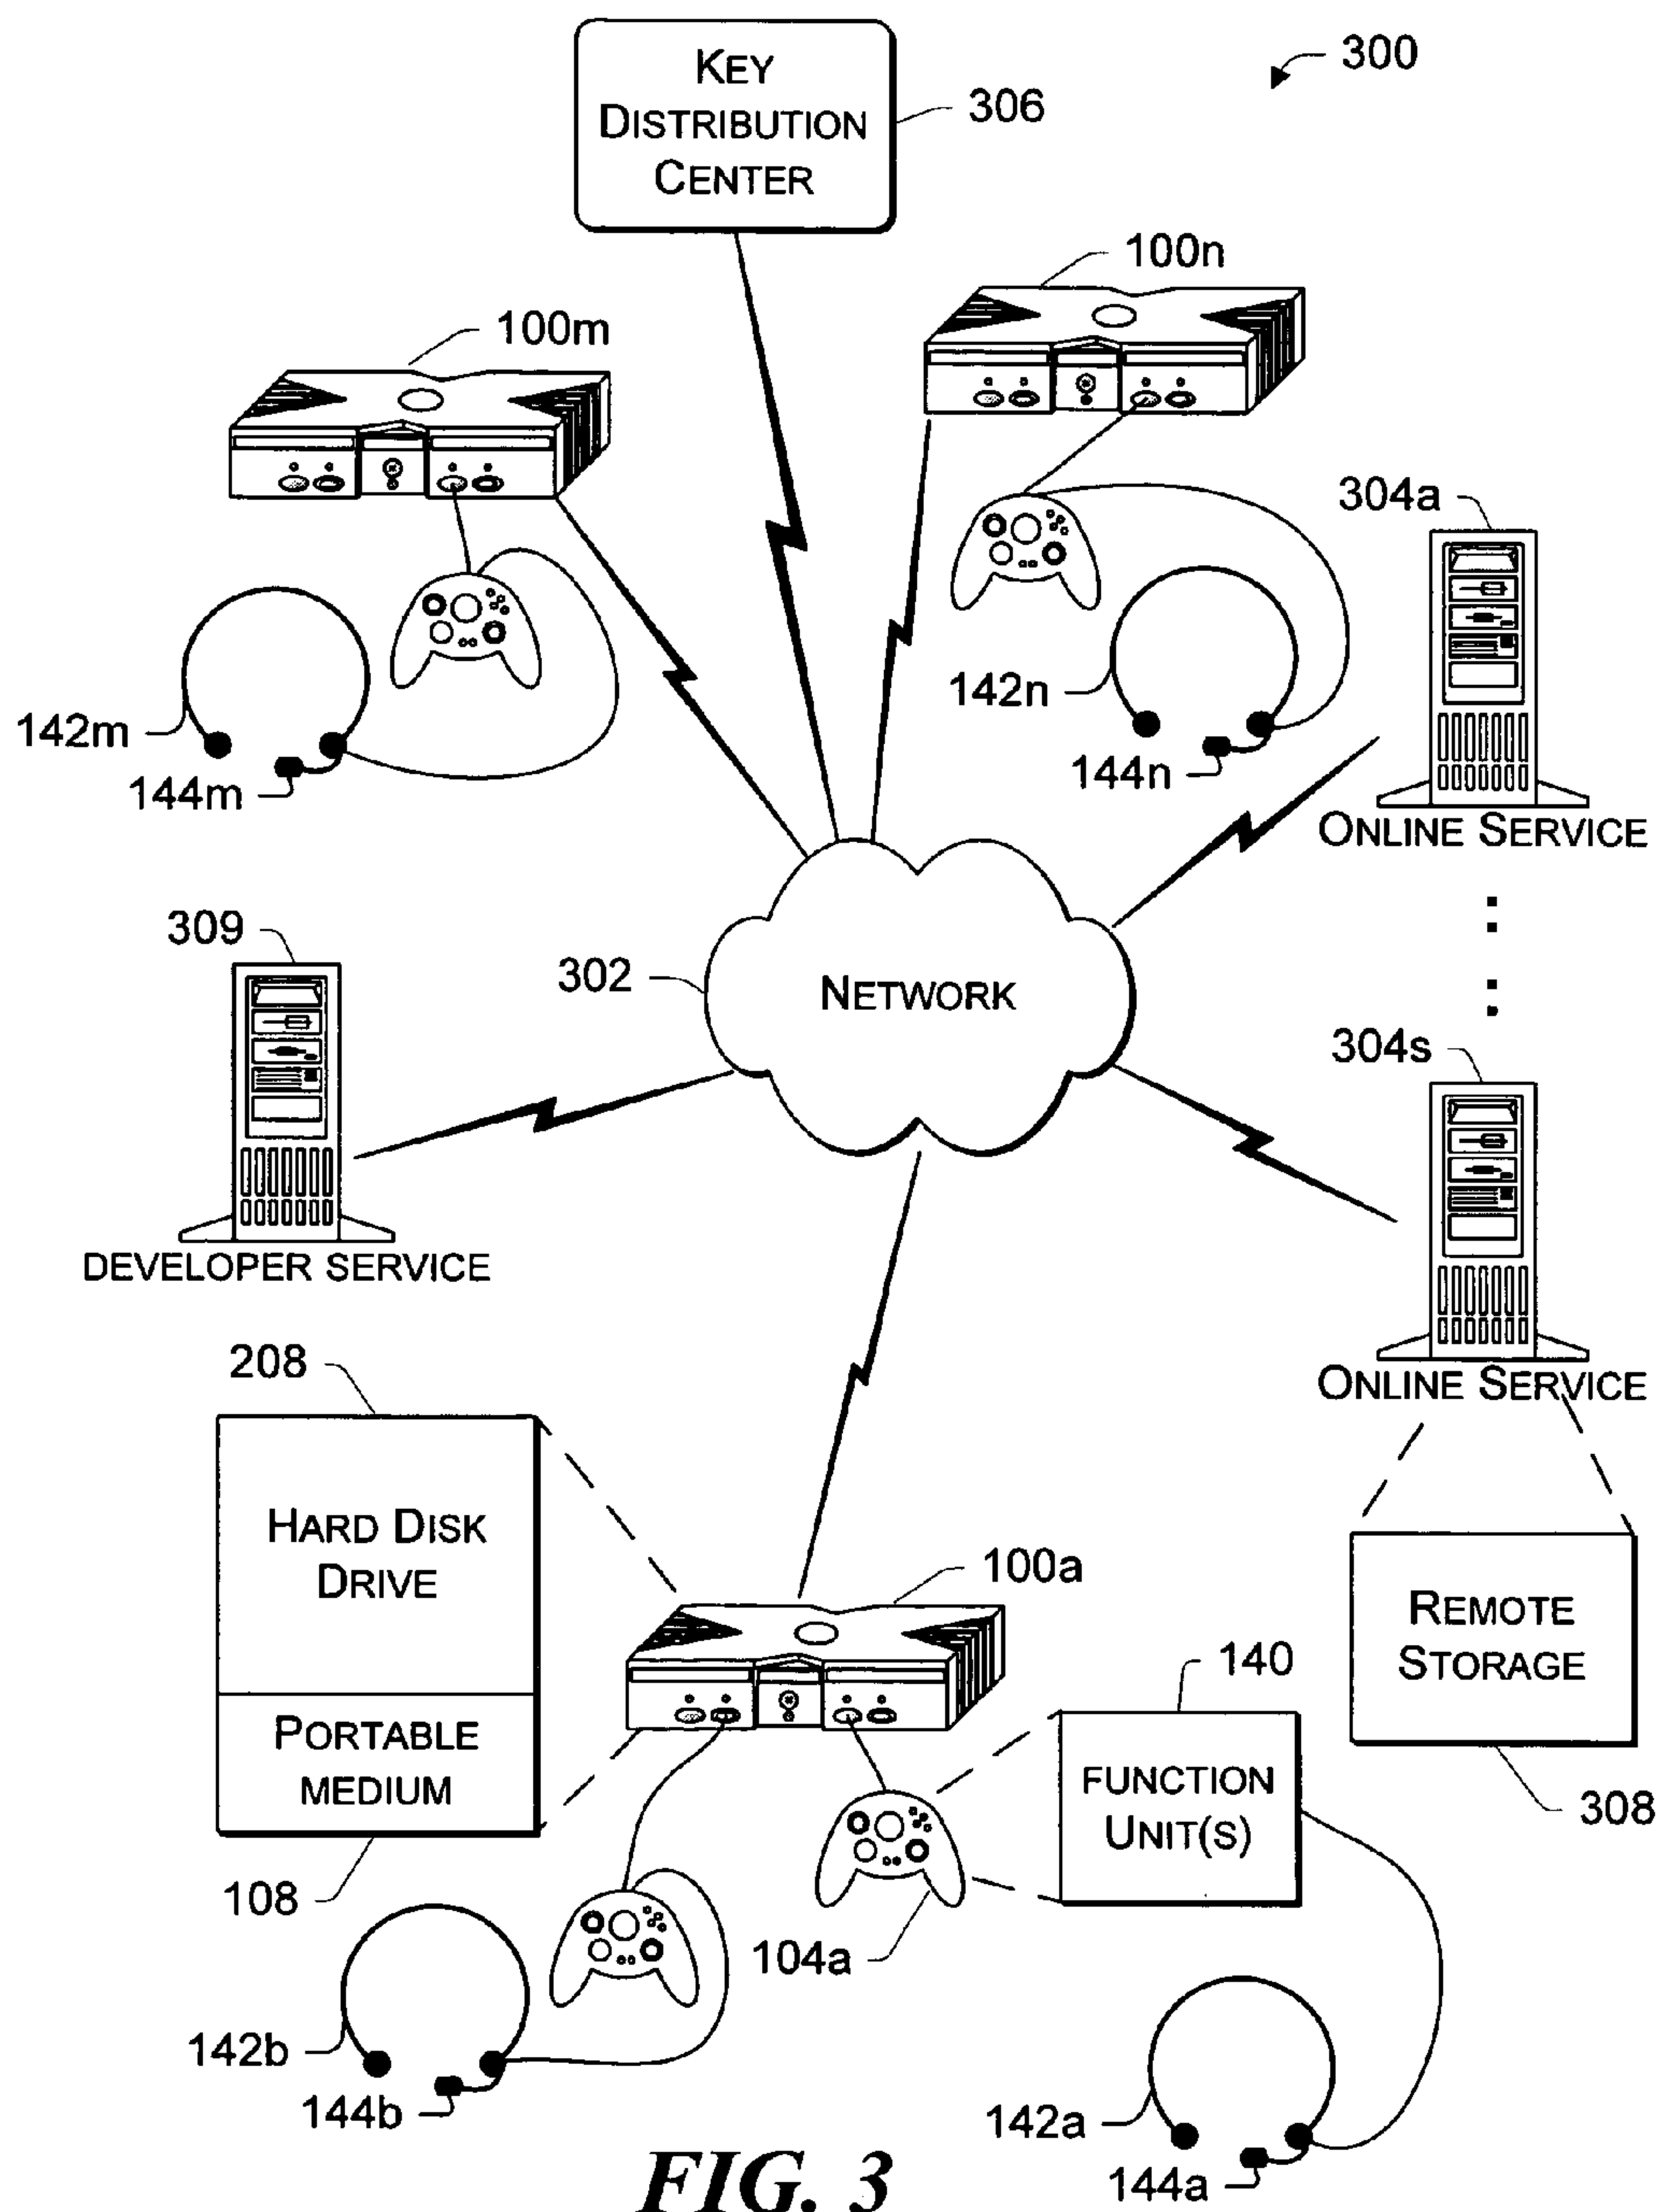 KEY
DISTRIBUTION
CENTER
306
300
100n
100m
304a
142m
144m
142n
144n
ONLINE SERVICE
309
302
NETWORK
304s
DEVELOPER SERVICE
208
ONLINE SERVICE
HARD DISK
DRIVE
100a
REMOTE
STORAGE
140
PORTABLE
MEDIUM
FUNCTION
UNIT(S)
308
108
104a
142b
144b
142a
144a
FIG. 3